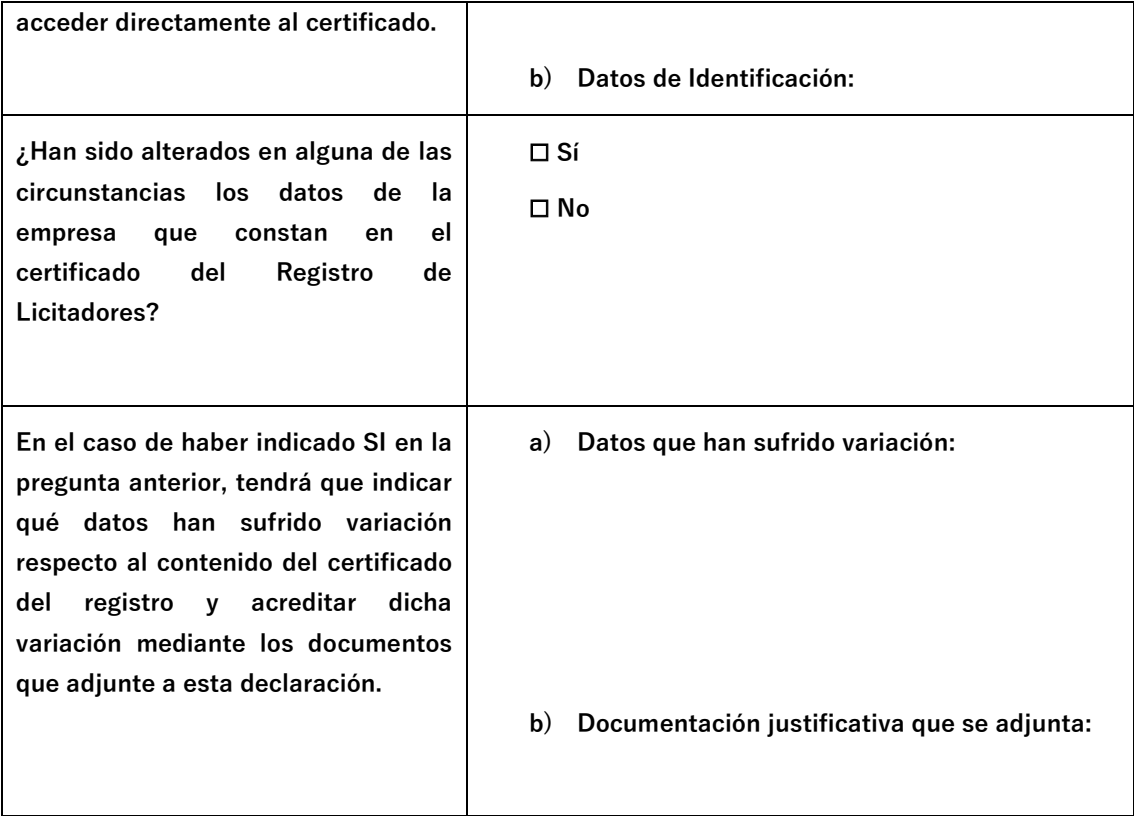 acceder directamente al certificado.
b) Datos de Identificación:
¿Han sido alterados en alguna de las
circunstancias los datos de la
empresa que constan en el
certificado del Registro de
Licitadores?
☐ Sí
☐ No
En el caso de haber indicado SI en la
pregunta anterior, tendrá que indicar
qué datos han sufrido variación
respecto al contenido del certificado
del registro y acreditar dicha
variación mediante los documentos
que adjunte a esta declaración.
a) Datos que han sufrido variación:
b) Documentación justificativa que se adjunta: